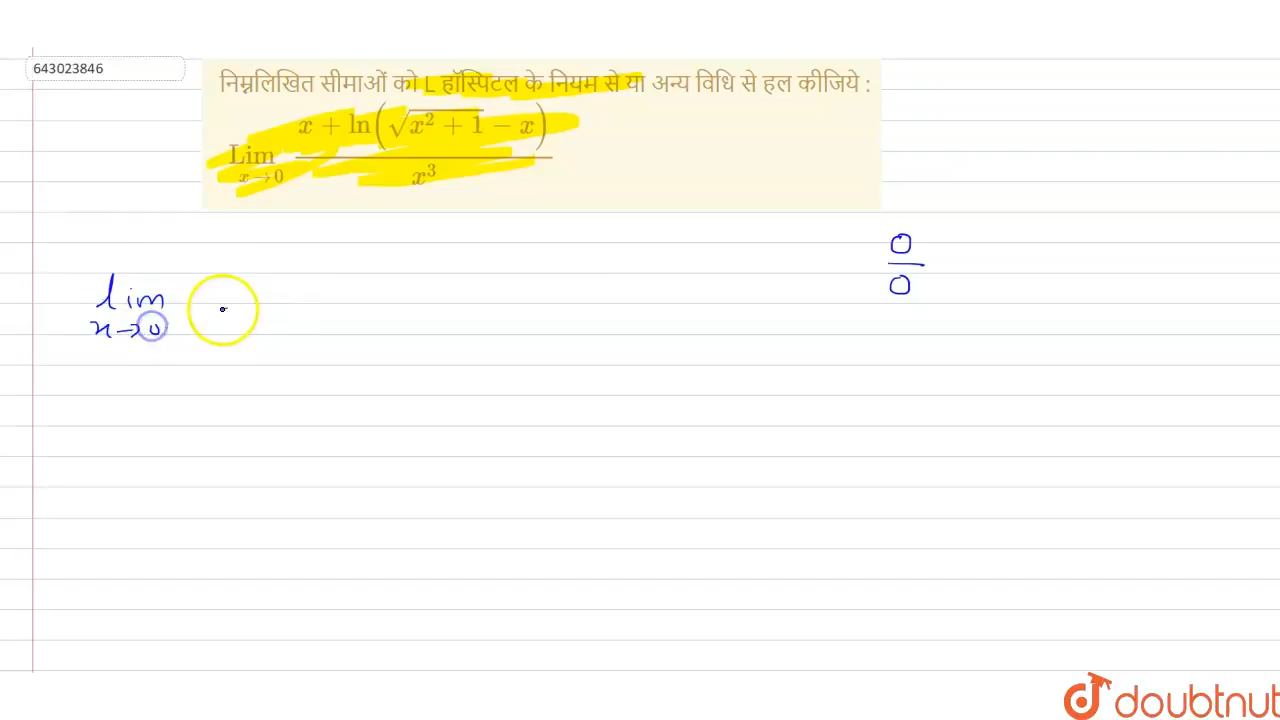 643023846
निम्नलिखित सीमाओं को L हॉस्पिटल के नियम से या अन्य विधि से हल कीजिये :
x + ln(√x² + 1 − x)
Lim
x→0
x³
0
0
lim
x→0
doubtnut